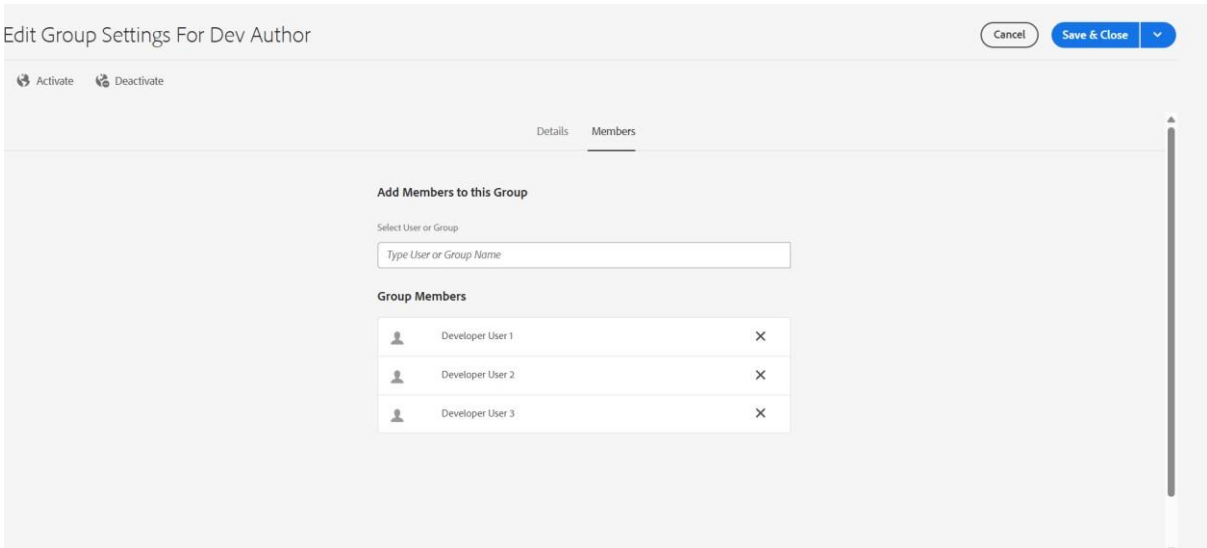 Edit Group Settings For Dev Author
Cancel
Save & Close
Activate
Deactivate
Details
Members
Add Members to this Group
Select User or Group
Type User or Group Name
Group Members
Developer User 1
Developer User 2
Developer User 3